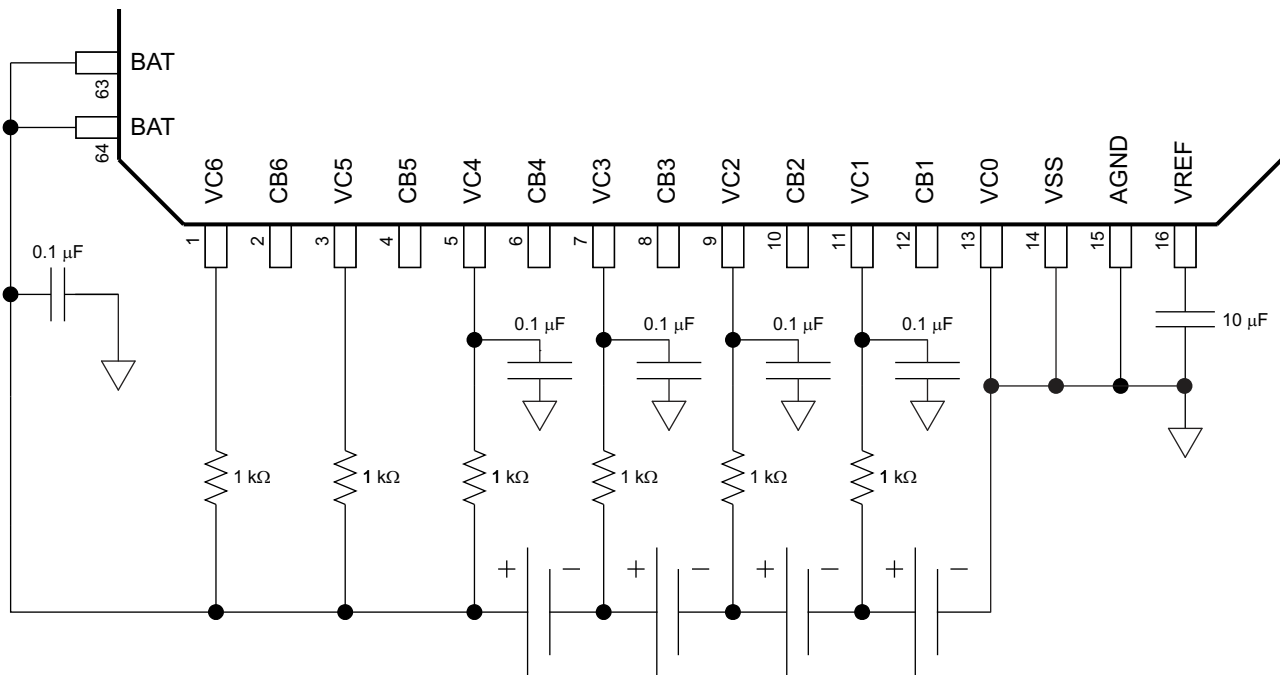 BAT
63
BAT
64
VC6
CB6
VC5
CB5
VC4
CB4
VC3
CB3
VC2
CB2
VC1
CB1
VC0
VSS
AGND
VREF
1
2
3
4
5
6
7
8
9
10
11
12
13
14
15
16
0.1 μF
0.1 μF
0.1 μF
0.1 μF
0.1 μF
10 μF
1 kΩ
1 kΩ
1 kΩ
1 kΩ
1 kΩ
1 kΩ
+ −
+ −
+ −
+ −